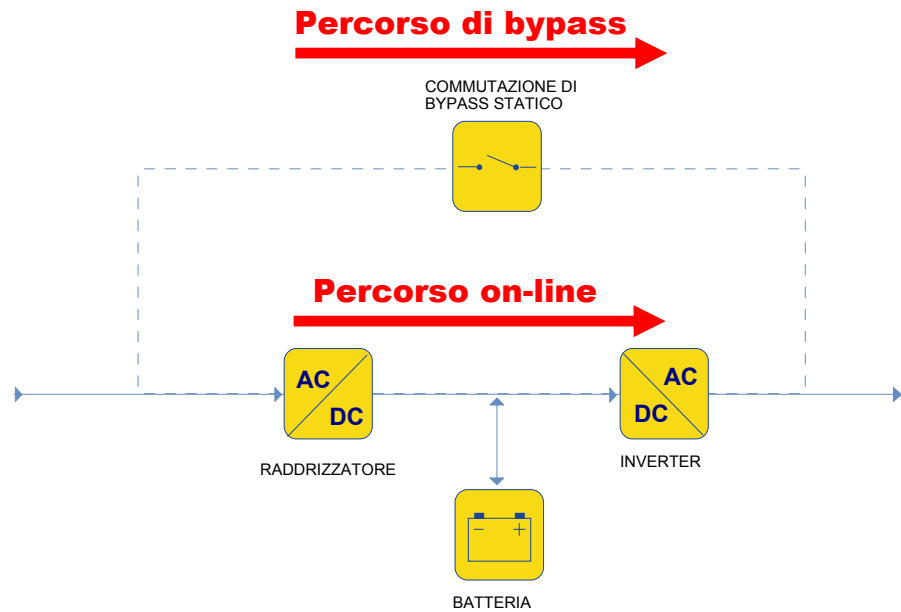 Percorso di bypass
COMMUTAZIONE DI
BYPASS STATICO
Percorso on-line
AC
DC
AC
DC
RADDRIZZATORE
INVERTER
- +
BATTERIA